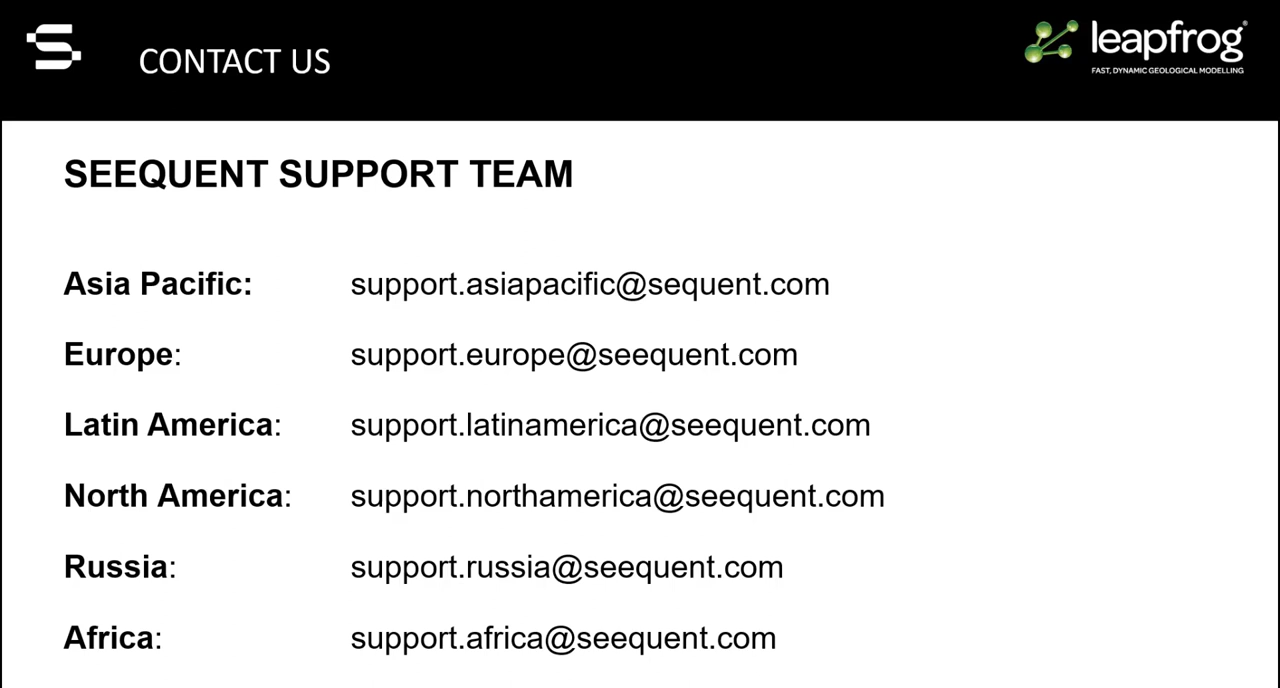 CONTACT US
leapfrog®
FAST, DYNAMIC GEOLOGICAL MODELLING
SEEQUENT SUPPORT TEAM
Asia Pacific: support.asiapacific@sequent.com
Europe: support.europe@seequent.com
Latin America: support.latinamerica@seequent.com
North America: support.northamerica@seequent.com
Russia: support.russia@seequent.com
Africa: support.africa@seequent.com